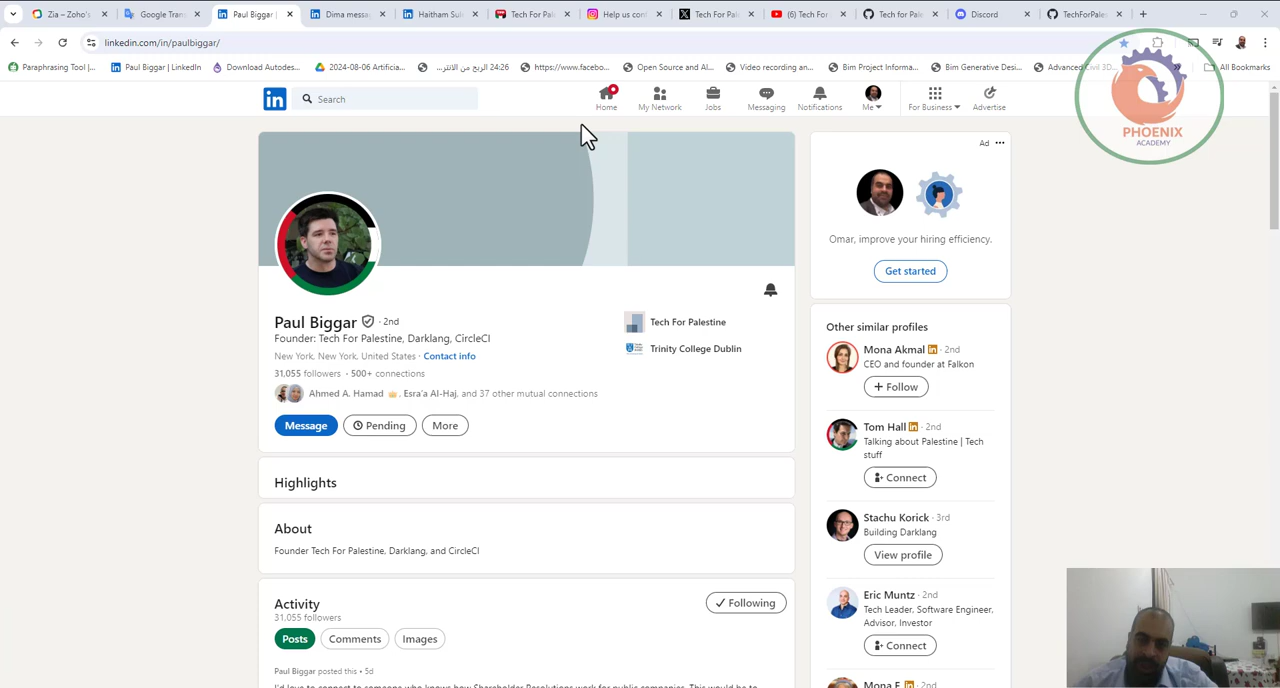 Zia – Zoho's
Google Tran
Paul Biggar |
Dima messa
Haitham Suh
Tech For Pal
Help us con
Tech For Pal
(6) Tech For
Tech for Pale
Discord
TechForPales
linkedin.com/in/paulbiggar/
Paraphrasing Tool |...
Paul Biggar | LinkedIn
Download Autodes...
2024-08-06 Artificia...
https://www.facebo...
Open Source and AI...
Video recording an...
Bim Project Informa...
Bim Generative Desi...
Advanced Civil 3D...
All Bookmarks
Search
Home
My Network
Jobs
Messaging
Notifications
Me
For Business
Advertise
PHOENIX
ACADEMY
Ad
Omar, improve your hiring efficiency.
Get started
Paul Biggar · 2nd
Founder: Tech For Palestine, Darklang, CircleCI
New York, New York, United States · Contact info
31,055 followers · 500+ connections
Ahmed A. Hamad , Esra'a Al-Haj, and 37 other mutual connections
Message
Pending
More
Tech For Palestine
Trinity College Dublin
Highlights
About
Founder Tech For Palestine, Darklang, and CircleCI
Activity
31,055 followers
Following
Posts
Comments
Images
Paul Biggar posted this • 5d
Other similar profiles
Mona Akmal · 2nd
CEO and founder at Falkon
Follow
Tom Hall · 2nd
Talking about Palestine | Tech
stuff
Connect
Stachu Korick · 3rd
Building Darklang
View profile
Eric Muntz · 2nd
Tech Leader, Software Engineer,
Advisor, Investor
Connect